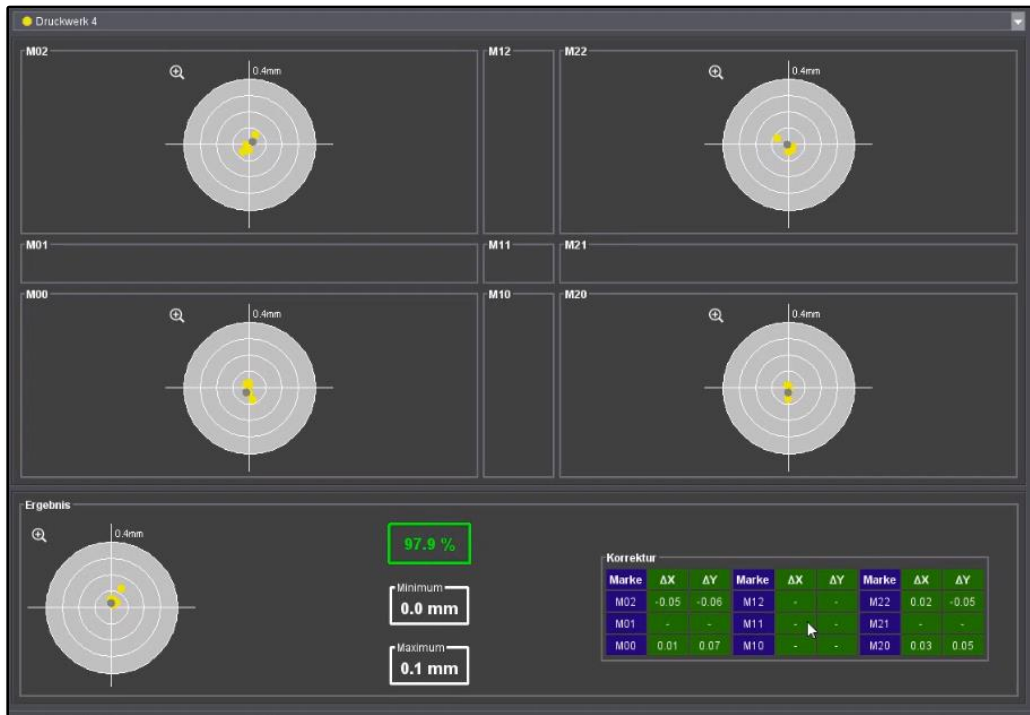 Druckwerk 4
M02
0.4mm
M12
M22
0.4mm
M01
M11
M21
M00
0.4mm
M10
M20
0.4mm
Ergebnis
0.4mm
97.9 %
Minimum
0.0 mm
Maximum
0.1 mm
Korrektur
Marke ΔX ΔY Marke ΔX ΔY Marke ΔX ΔY
M02 -0.05 -0.06 M12 - - M22 0.02 -0.05
M01 - - M11 - - M21 - -
M00 0.01 0.07 M10 - - M20 0.03 0.05